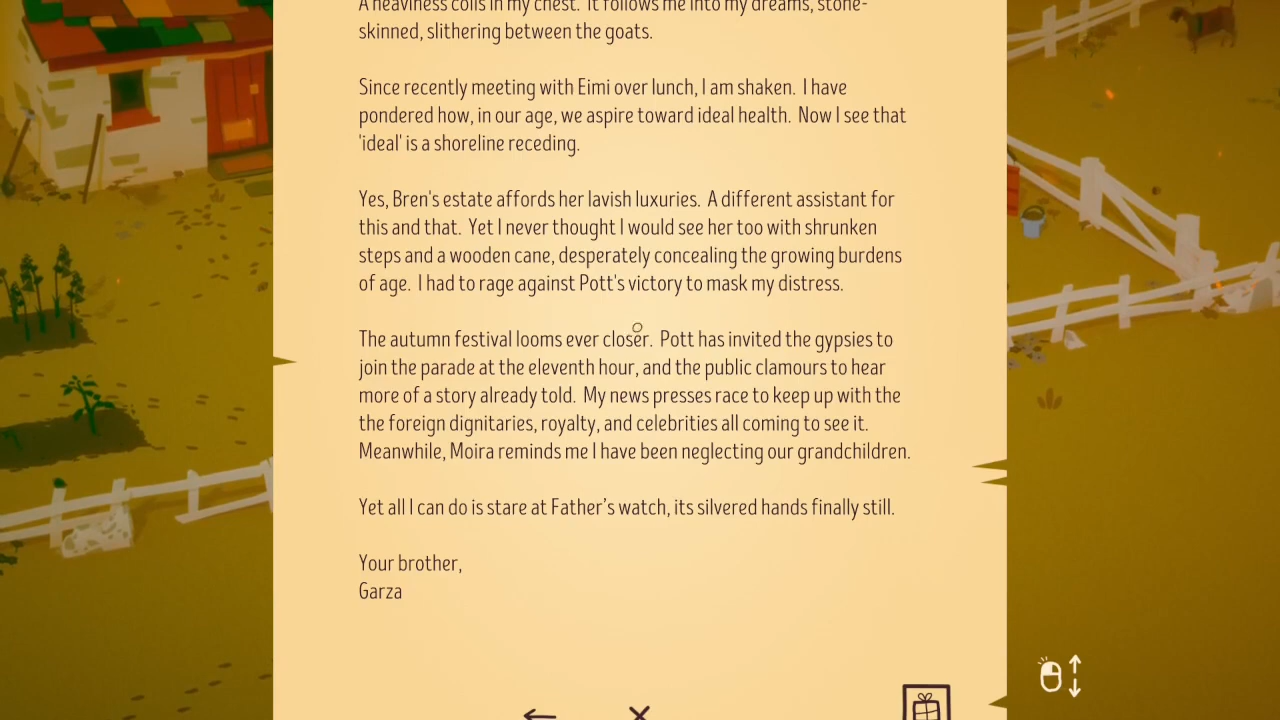 A heaviness coils in my chest.  It follows me into my dreams, stone-
skinned, slithering between the goats.
Since recently meeting with Eimi over lunch, I am shaken.  I have
pondered how, in our age, we aspire toward ideal health.  Now I see that
'ideal' is a shoreline receding.
Yes, Bren's estate affords her lavish luxuries.  A different assistant for
this and that.  Yet I never thought I would see her too with shrunken
steps and a wooden cane, desperately concealing the growing burdens
of age.  I had to rage against Pott's victory to mask my distress.
The autumn festival looms ever closer.  Pott has invited the gypsies to
join the parade at the eleventh hour, and the public clamours to hear
more of a story already told.  My news presses race to keep up with the
the foreign dignitaries, royalty, and celebrities all coming to see it.
Meanwhile, Moira reminds me I have been neglecting our grandchildren.
Yet all I can do is stare at Father’s watch, its silvered hands finally still.
Your brother,
Garza